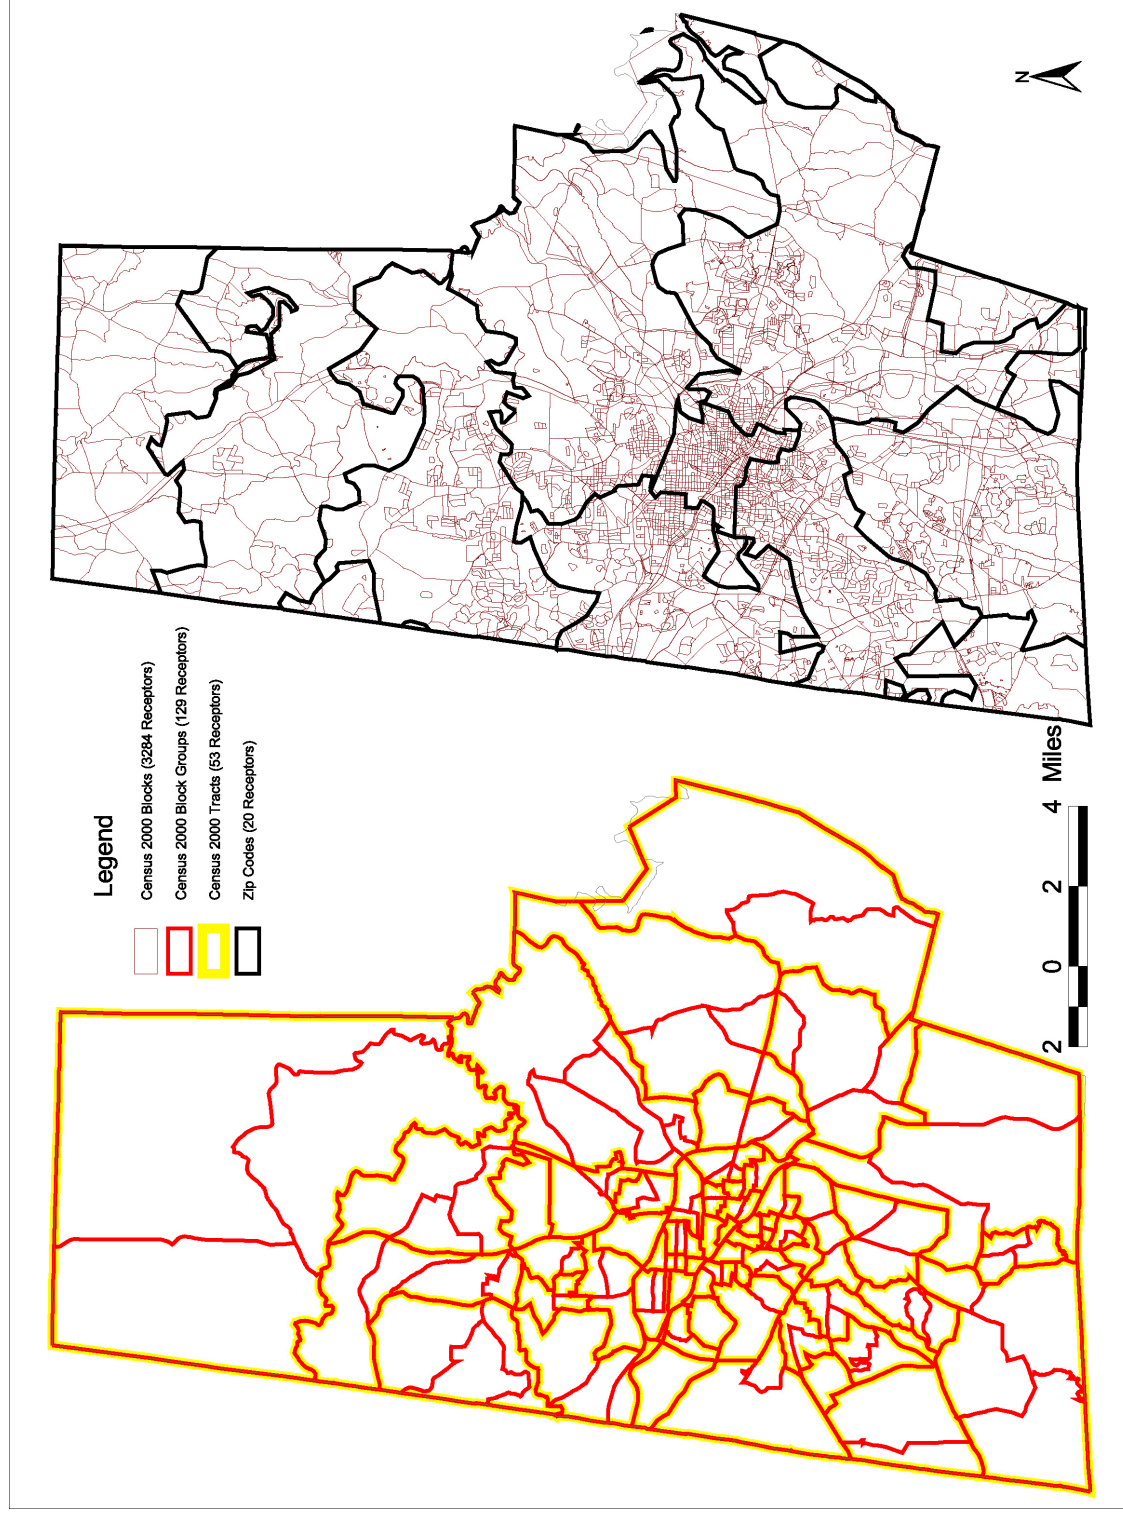 Legend
Census 2000 Blocks (3284 Receptors)
Census 2000 Block Groups (129 Receptors)
Census 2000 Tracts (53 Receptors)
Zip Codes (20 Receptors)
2 0 2 4 Miles
N